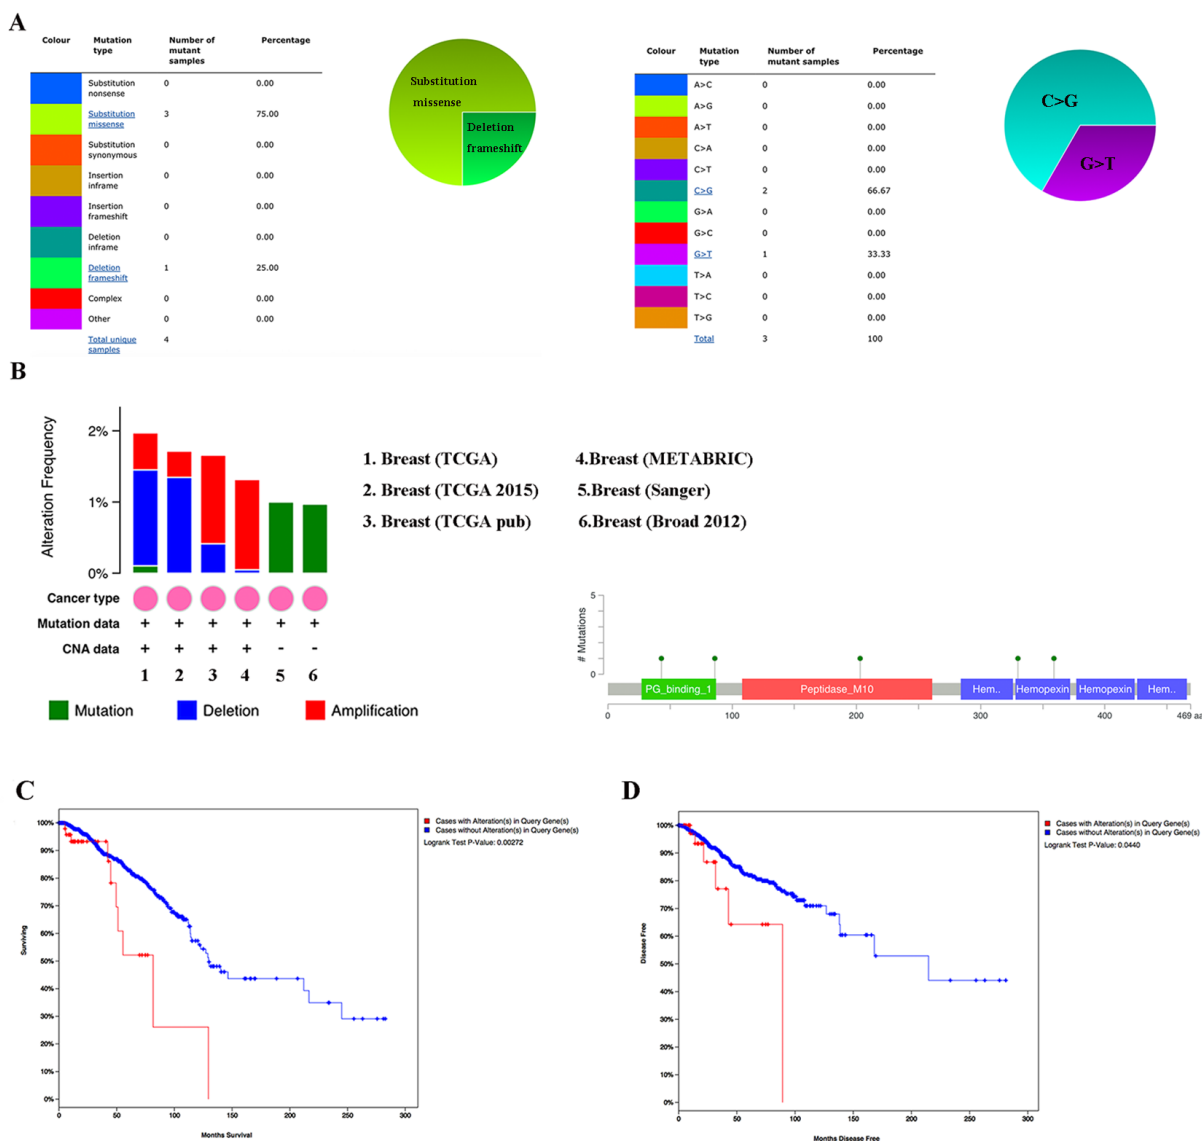 A
Colour Mutation type Number of mutant samples Percentage
Substitution nonsense 0 0.00
Substitution missense 3 75.00
Substitution synonymous 0 0.00
Insertion inframe 0 0.00
Insertion frameshift 0 0.00
Deletion inframe 0 0.00
Deletion frameshift 1 25.00
Complex 0 0.00
Other 0 0.00
Total unique samples 4
Substitution
missense
Deletion
frameshift
Colour Mutation type Number of mutant samples Percentage
A>C 0 0.00
A>G 0 0.00
A>T 0 0.00
C>A 0 0.00
C>T 0 0.00
C>G 2 66.67
G>A 0 0.00
G>C 0 0.00
G>T 1 33.33
T>A 0 0.00
T>C 0 0.00
T>G 0 0.00
Total 3 100
C>G
G>T
B
Alteration Frequency
2%
1%
0%
Cancer type
Mutation data + + + + + +
CNA data + + + + - -
1 2 3 4 5 6
Mutation Deletion Amplification
1. Breast (TCGA) 4.Breast (METABRIC)
2. Breast (TCGA 2015) 5.Breast (Sanger)
3. Breast (TCGA pub) 6.Breast (Broad 2012)
# Mutations
5
0
PG_binding_1 Peptidase_M10 Hem.. Hemopexin Hemopexin Hem..
0 100 200 300 400 469 aa
C
Surviving
100%
90%
80%
70%
60%
50%
40%
30%
20%
10%
0%
0 50 100 150 200 250 300
Months Survival
Cases with Alteration(s) in Query Gene(s)
Cases without Alteration(s) in Query Gene(s)
Logrank Test P-Value: 0.00272
D
Disease Free
100%
90%
80%
70%
60%
50%
40%
30%
20%
10%
0%
0 50 100 150 200 250 300
Months Disease Free
Cases with Alteration(s) in Query Gene(s)
Cases without Alteration(s) in Query Gene(s)
Logrank Test P-Value: 0.0440